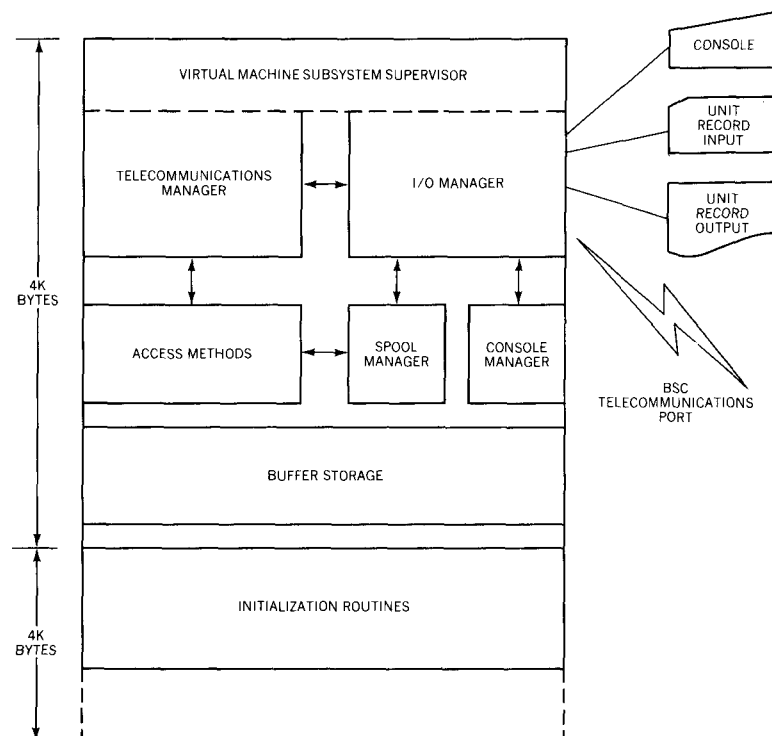 VIRTUAL MACHINE SUBSYSTEM SUPERVISOR
CONSOLE
UNIT
RECORD
INPUT
TELECOMMUNICATIONS
MANAGER
I/O MANAGER
UNIT
RECORD
OUTPUT
4K
BYTES
ACCESS METHODS
SPOOL
MANAGER
CONSOLE
MANAGER
BSC
TELECOMMUNICATIONS
PORT
BUFFER STORAGE
INITIALIZATION ROUTINES
4K
BYTES